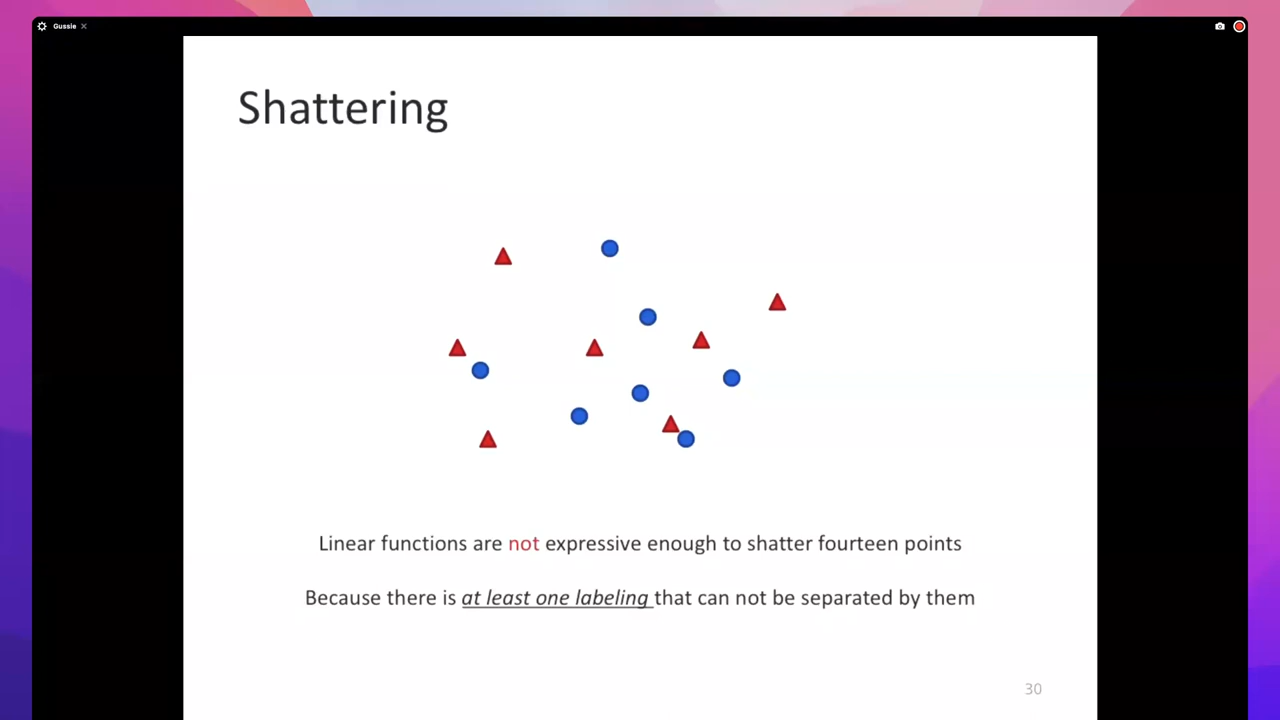 Gussie
Shattering
Linear functions are not expressive enough to shatter fourteen points
Because there is at least one labeling that can not be separated by them
30